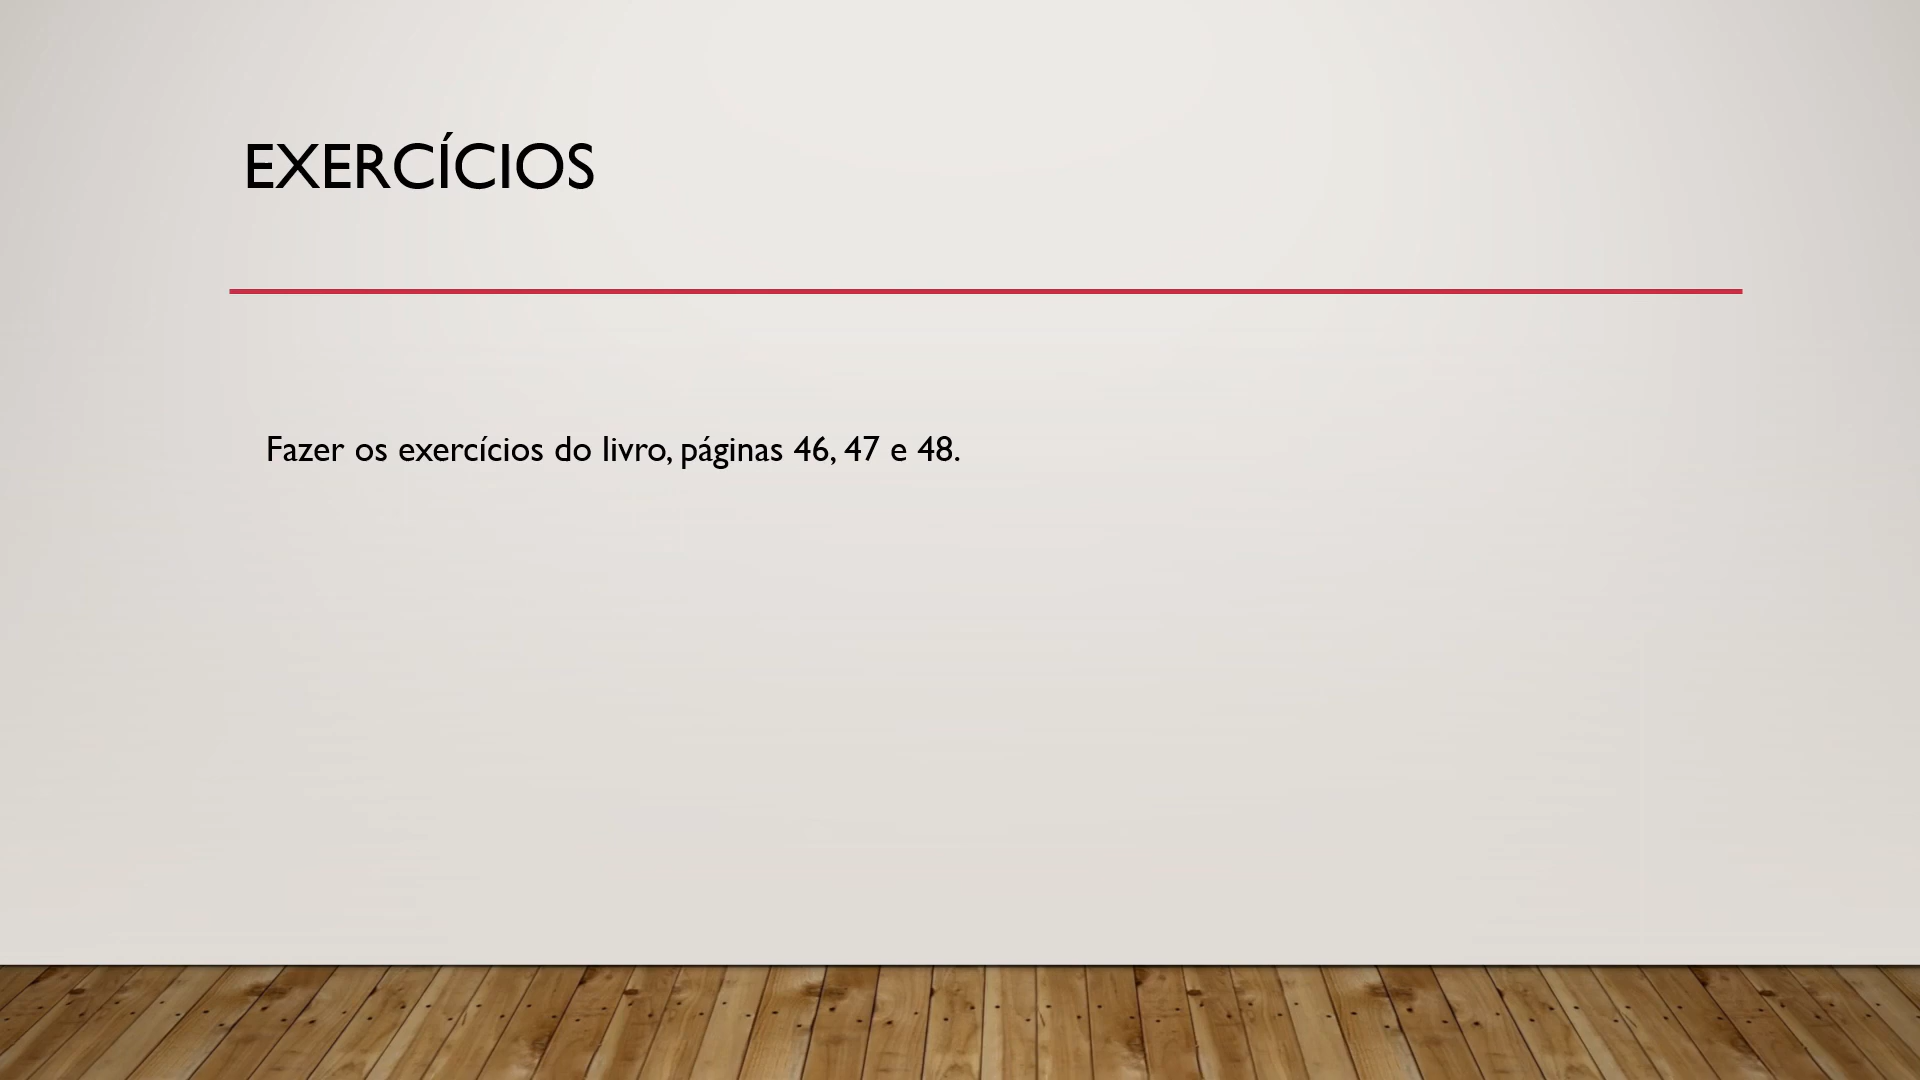 EXERCÍCIOS
Fazer os exercícios do livro, páginas 46, 47 e 48.